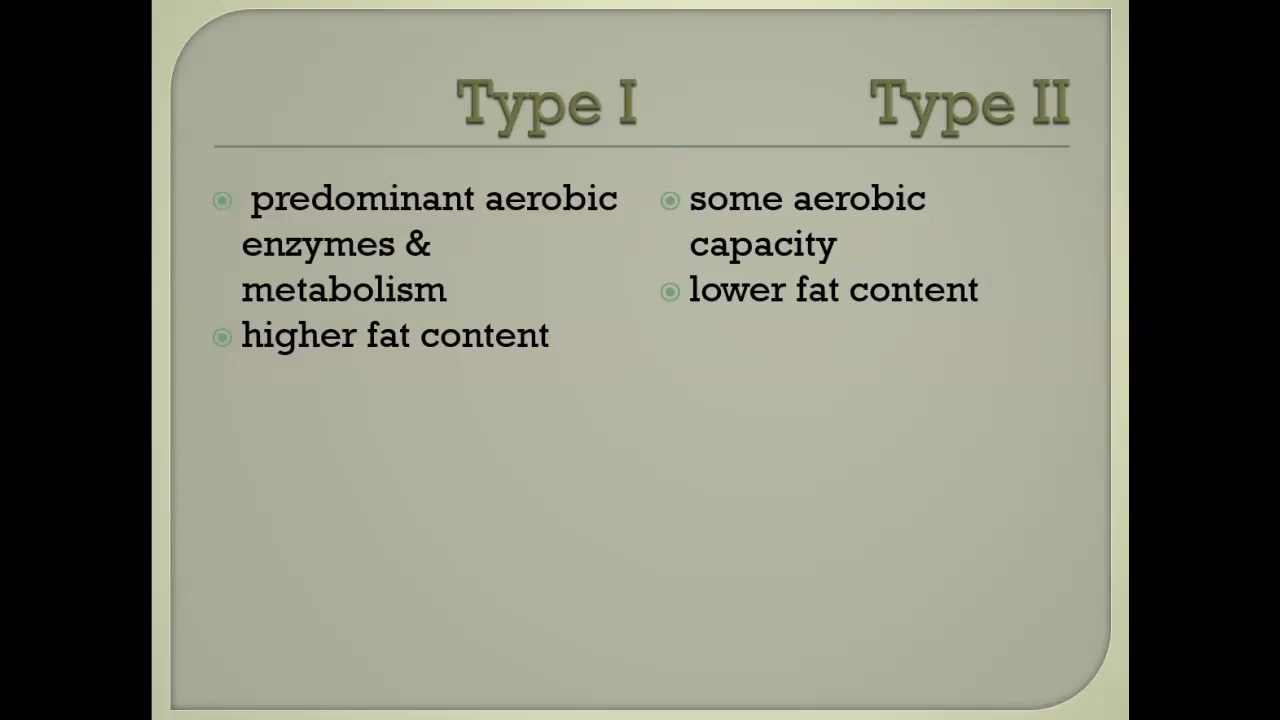 Type I
Type II
predominant aerobic
enzymes &
metabolism
higher fat content
some aerobic
capacity
lower fat content